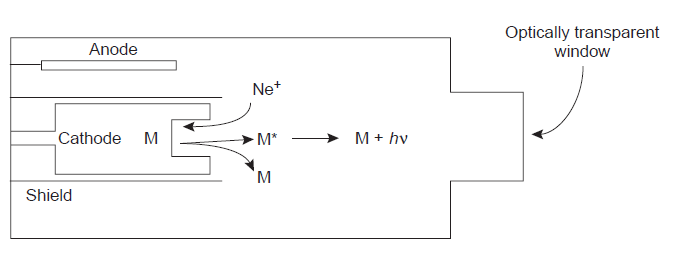 Optically transparent
window
Anode
Ne⁺
Cathode M
M* M + hν
M
Shield